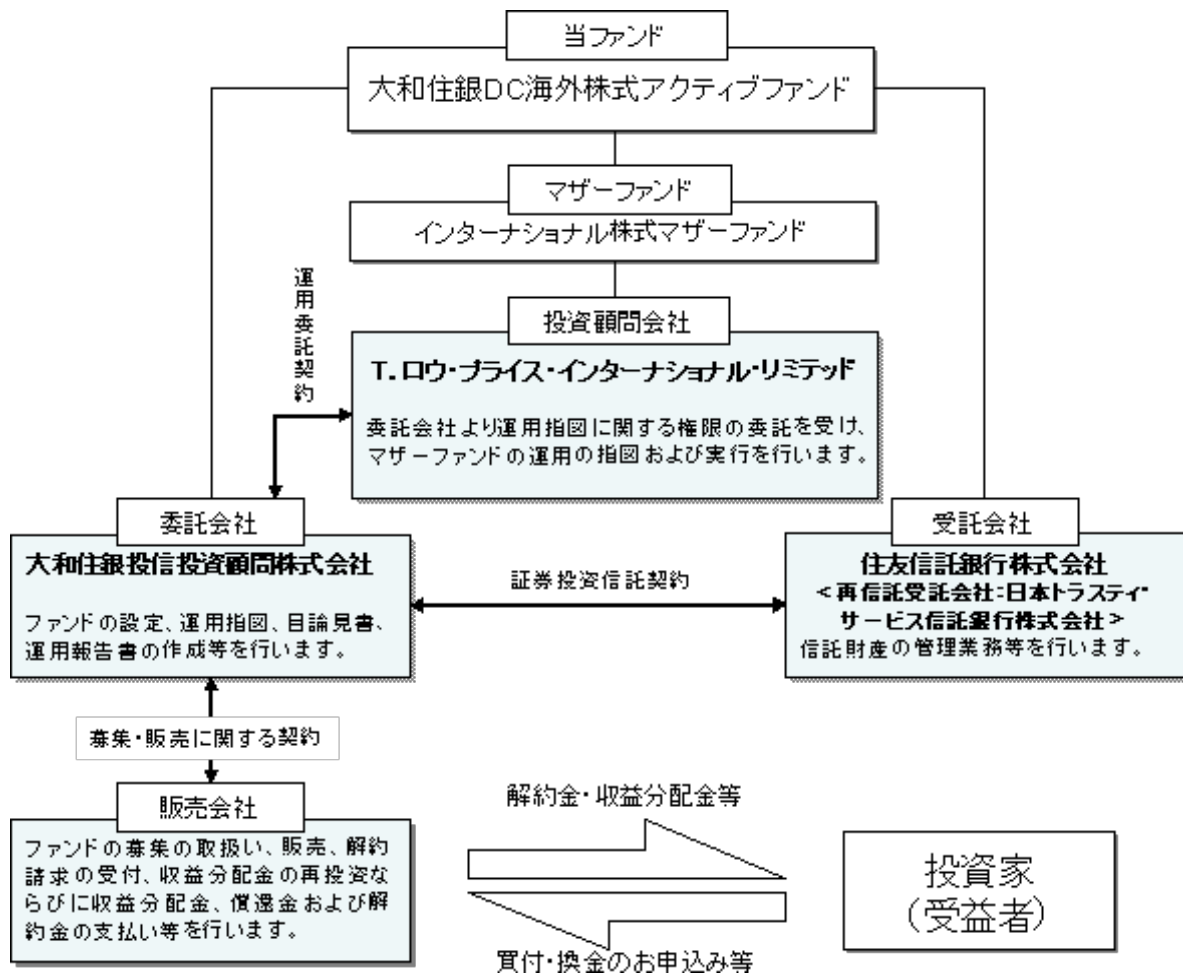 当ファンド
大和住銀DC海外株式アクティブファンド
マザーファンド
インターナショナル株式マザーファンド
運用委託契約
投資顧問会社
T.ロウ・プライス・インターナショナル・リミテッド
委託会社より運用指図に関する権限の委託を受け、
マザーファンドの運用の指図および実行を行います。
委託会社
大和住銀投信投資顧問株式会社
ファンドの設定、運用指図、目論見書、
運用報告書の作成等を行います。
証券投資信託契約
受託会社
住友信託銀行株式会社
<再信託受託会社:日本トラスティ・
サービス信託銀行株式会社>
信託財産の管理業務等を行います。
募集・販売に関する契約
販売会社
ファンドの募集の取扱い、販売、解約
請求の受付、収益分配金の再投資な
らびに収益分配金、償還金および解
約金の支払い等を行います。
解約金・収益分配金等
買付・換金のお申込み等
投資家
(受益者)